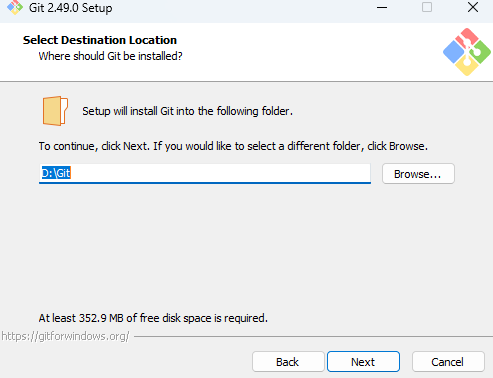 Git 2.49.0 Setup
Select Destination Location
Where should Git be installed?
Setup will install Git into the following folder.
To continue, click Next. If you would like to select a different folder, click Browse.
D:\Git
Browse...
At least 352.9 MB of free disk space is required.
https://gitforwindows.org/
Back
Next
Cancel